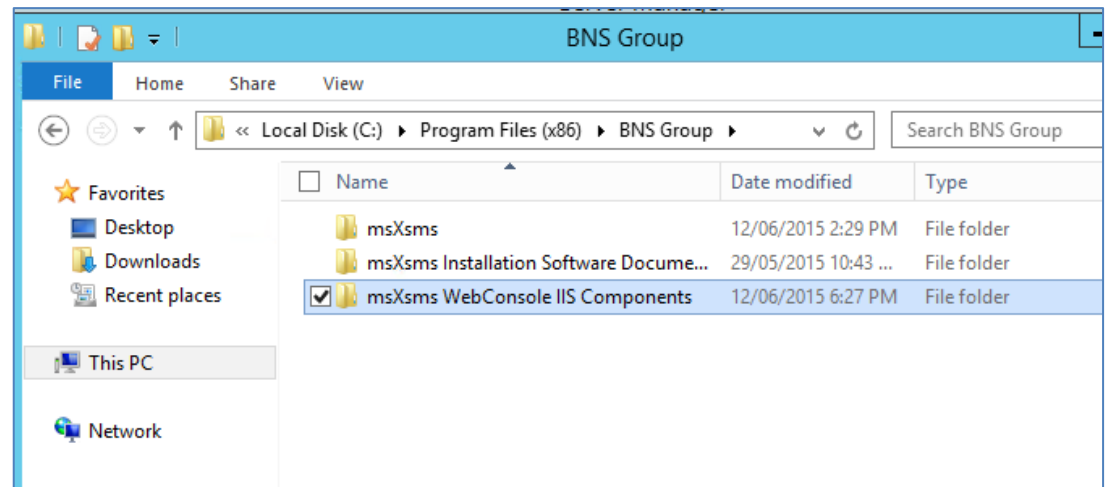 BNS Group
File Home Share View
« Local Disk (C:) Program Files (x86) BNS Group Search BNS Group
Name Date modified Type
Favorites
Desktop
Downloads
Recent places
This PC
Network
msXsms 12/06/2015 2:29 PM File folder
msXsms Installation Software Docume... 29/05/2015 10:43 ... File folder
msXsms WebConsole IIS Components 12/06/2015 6:27 PM File folder